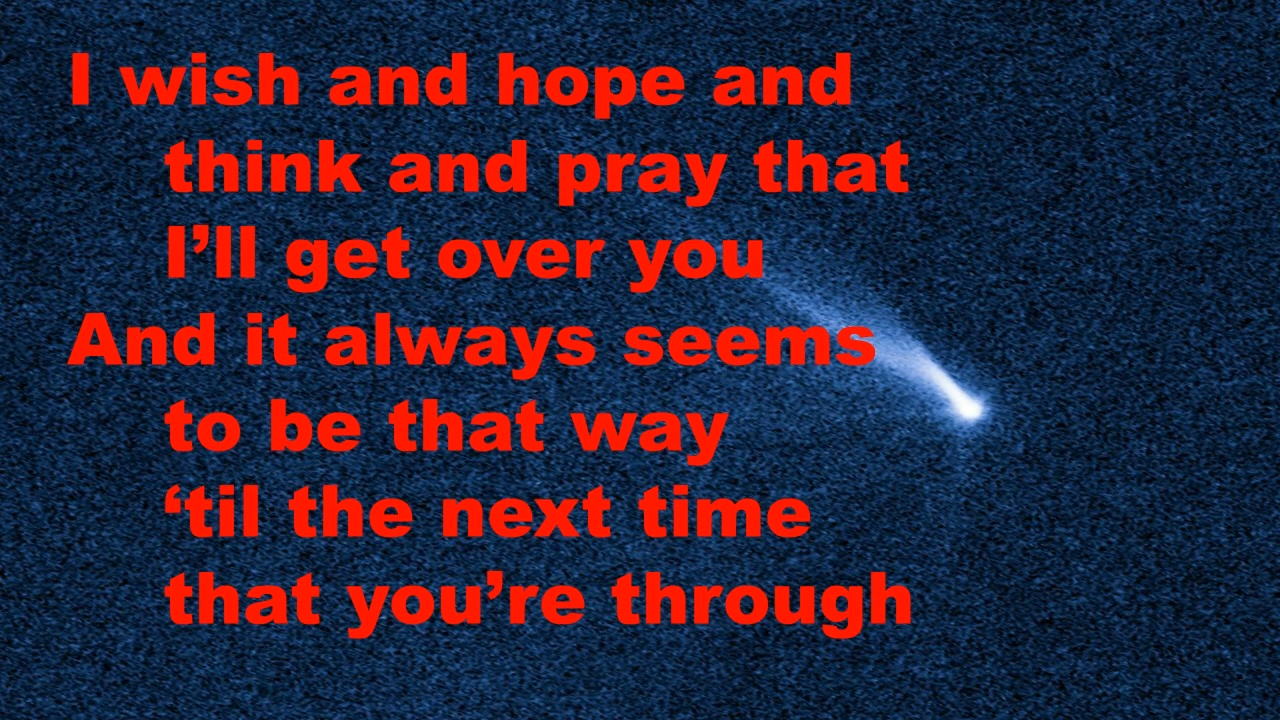 I wish and hope and
think and pray that
I’ll get over you
And it always seems
to be that way
‘til the next time
that you’re through